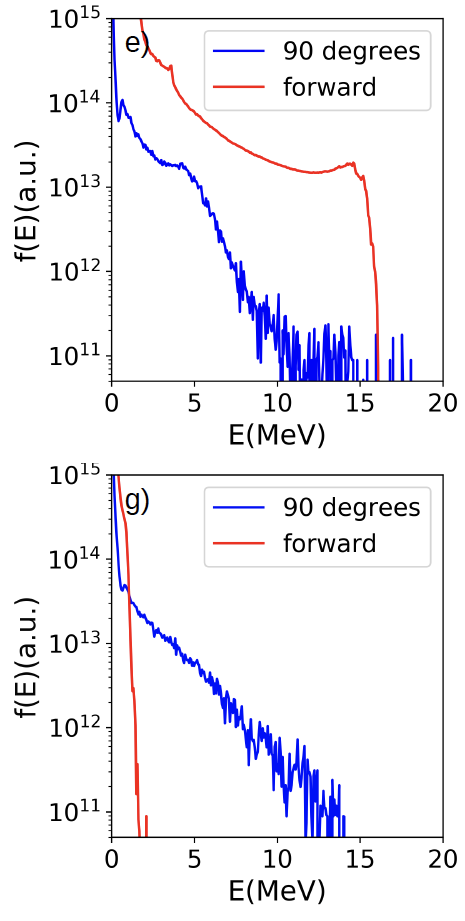 e)
90 degrees
forward
f(E)(a.u.)
10^15
10^14
10^13
10^12
10^11
0 5 10 15 20
E(MeV)
g)
90 degrees
forward
f(E)(a.u.)
10^15
10^14
10^13
10^12
10^11
0 5 10 15 20
E(MeV)